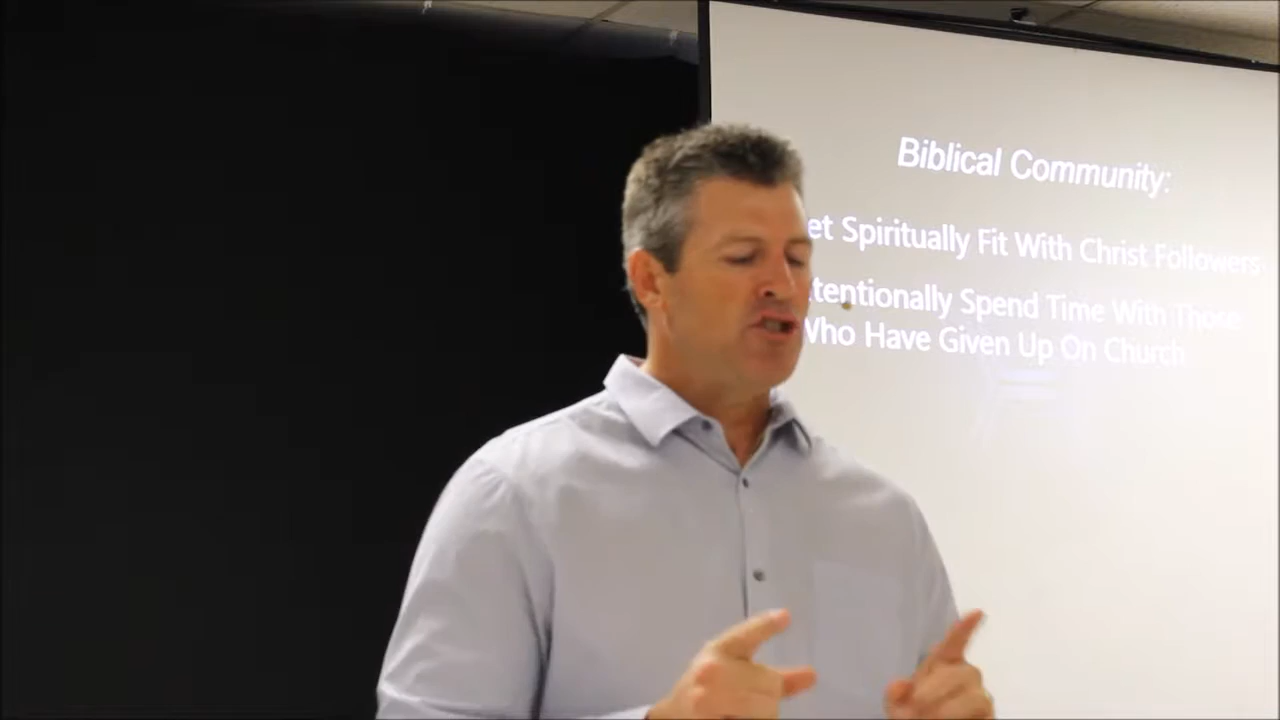 Biblical Community:
et Spiritually Fit With Christ Followers
tentionally Spend Time With Those
Who Have Given Up On Church